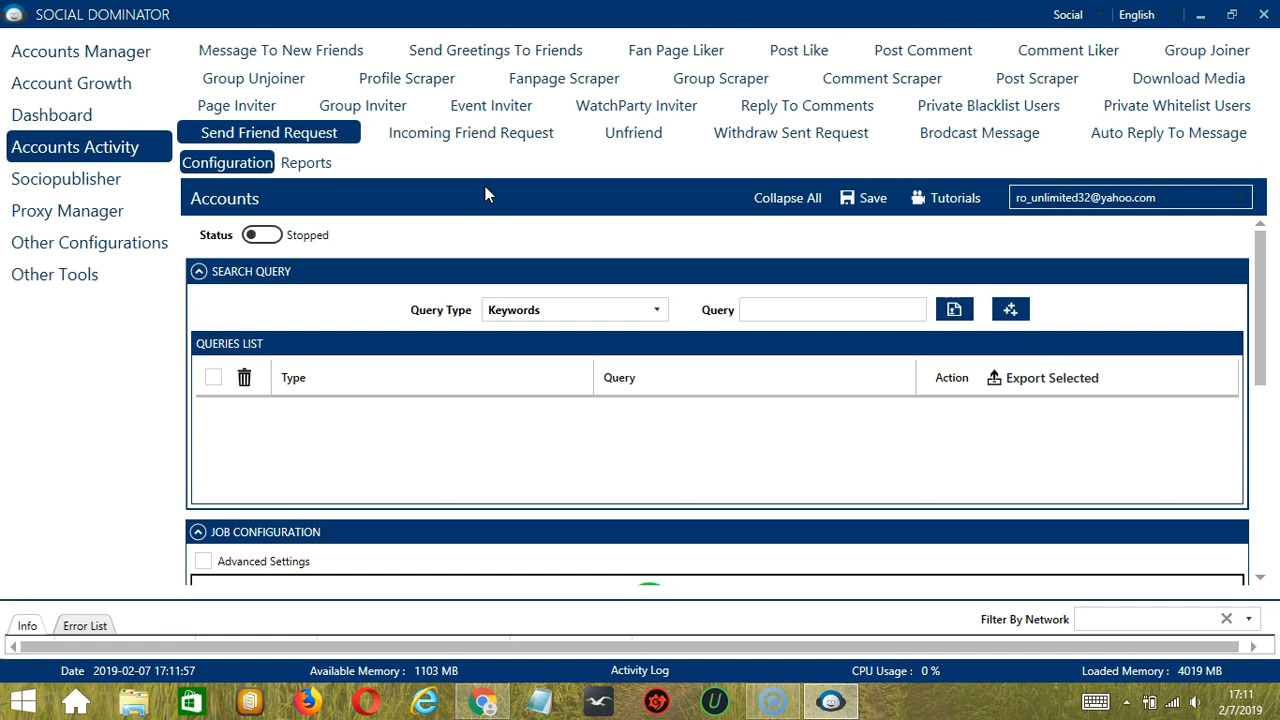 SOCIAL DOMINATOR Social English
Accounts Manager Message To New Friends Send Greetings To Friends Fan Page Liker Post Like Post Comment Comment Liker Group Joiner
Account Growth Group Unjoiner Profile Scraper Fanpage Scraper Group Scraper Comment Scraper Post Scraper Download Media
Dashboard Page Inviter Group Inviter Event Inviter WatchParty Inviter Reply To Comments Private Blacklist Users Private Whitelist Users
Accounts Activity Send Friend Request Incoming Friend Request Unfriend Withdraw Sent Request Brodcast Message Auto Reply To Message
Configuration Reports
Sociopublisher
Accounts Collapse All Save Tutorials ro_unlimited32@yahoo.com
Proxy Manager
Status Stopped
Other Configurations
Other Tools
SEARCH QUERY
Query Type Keywords Query
QUERIES LIST
Type Query Action Export Selected
JOB CONFIGURATION
Advanced Settings
Info Error List Filter By Network
Date 2019-02-07 17:11:57 Available Memory : 1103 MB Activity Log CPU Usage : 0 % Loaded Memory : 4019 MB
17:11
2/7/2019